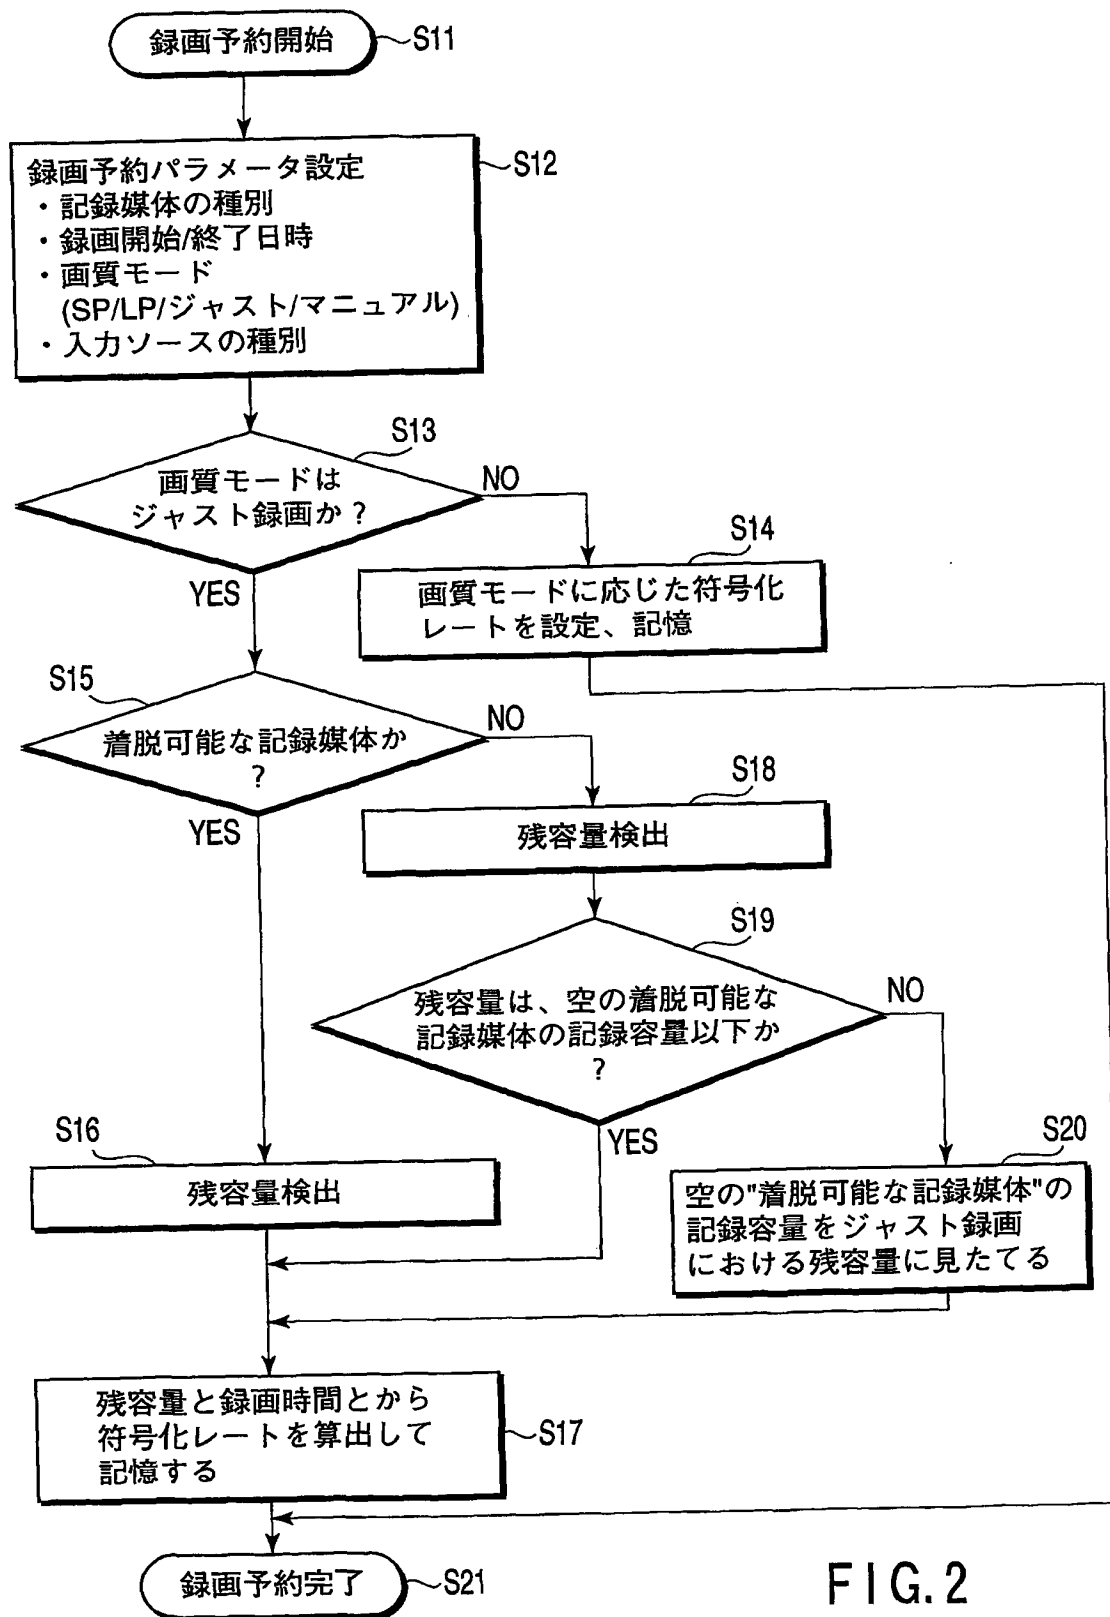 録画予約開始
S11
録画予約パラメータ設定
・記録媒体の種別
・録画開始/終了日時
・画質モード
(SP/LP/ジャスト/マニュアル)
・入力ソースの種別
S12
S13
画質モードは
ジャスト録画か？
NO
YES
S14
画質モードに応じた符号化
レートを設定、記憶
S15
着脱可能な記録媒体か
？
NO
YES
S18
残容量検出
S19
残容量は、空の着脱可能な
記録媒体の記録容量以下か
？
NO
YES
S16
残容量検出
S20
空の"着脱可能な記録媒体"の
記録容量をジャスト録画
における残容量に見たてる
残容量と録画時間とから
符号化レートを算出して
記憶する
S17
録画予約完了
S21
FIG.2